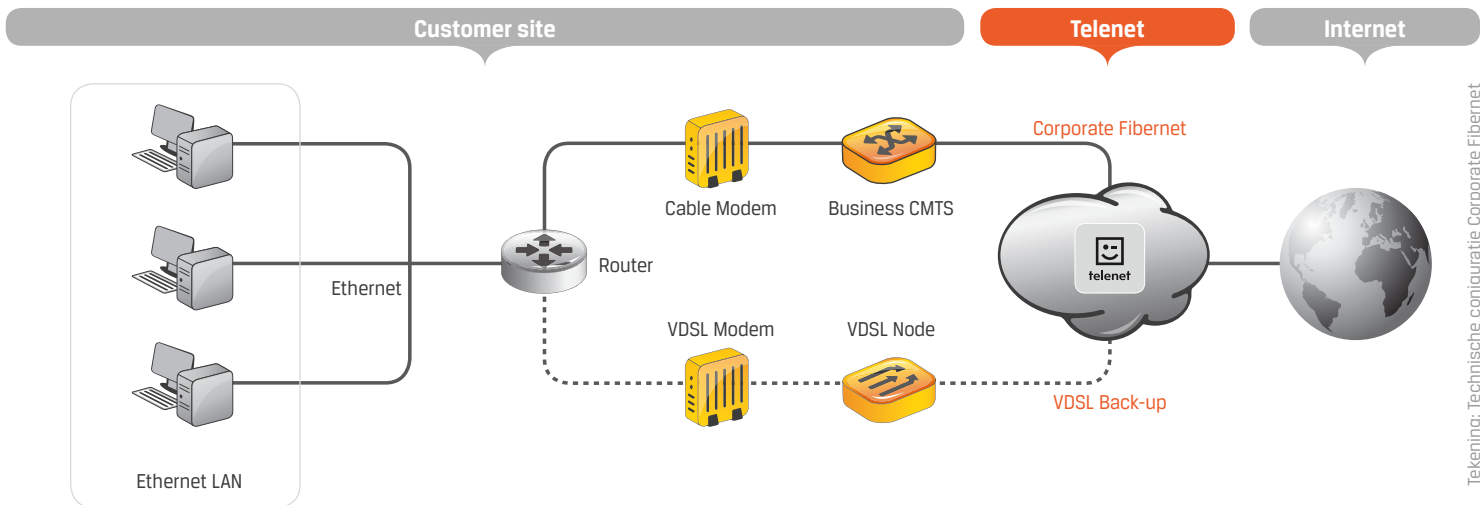 Customer site
Telenet
Internet
Corporate Fibernet
Cable Modem
Business CMTS
Router
Ethernet
telenet
VDSL Modem
VDSL Node
VDSL Back-up
Ethernet LAN
Tekening: Technische coniguratie Corporate Fibernet